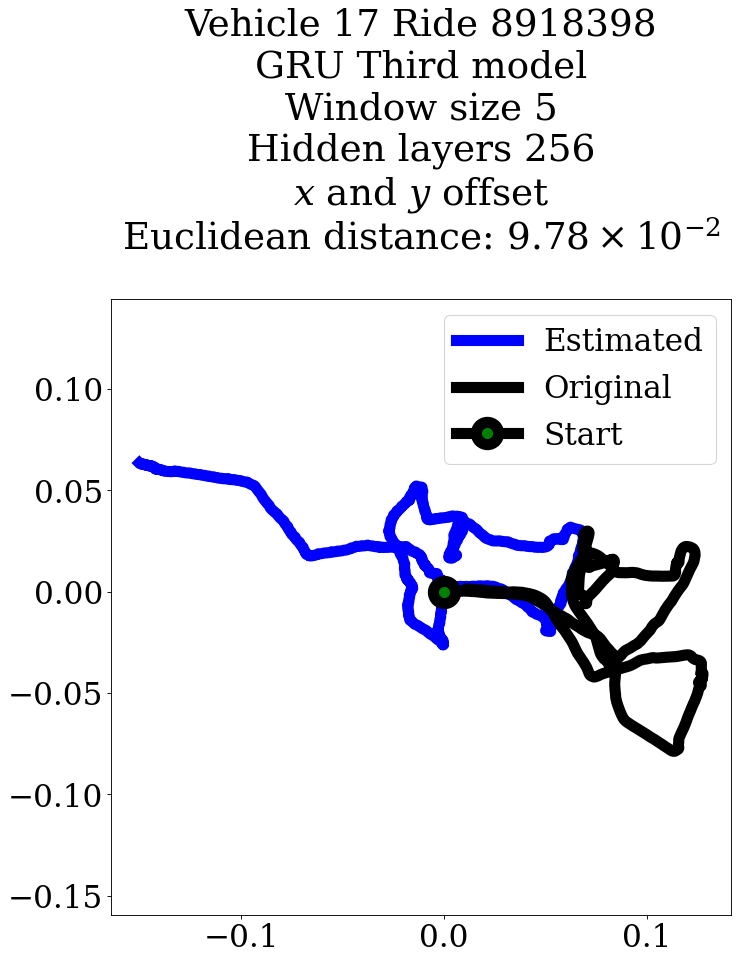 Vehicle 17 Ride 8918398
GRU Third model
Window size 5
Hidden layers 256
x and y offset
Euclidean distance: 9.78 × 10⁻²
Estimated
Original
Start
0.10
0.05
0.00
−0.05
−0.10
−0.15
−0.1
0.0
0.1